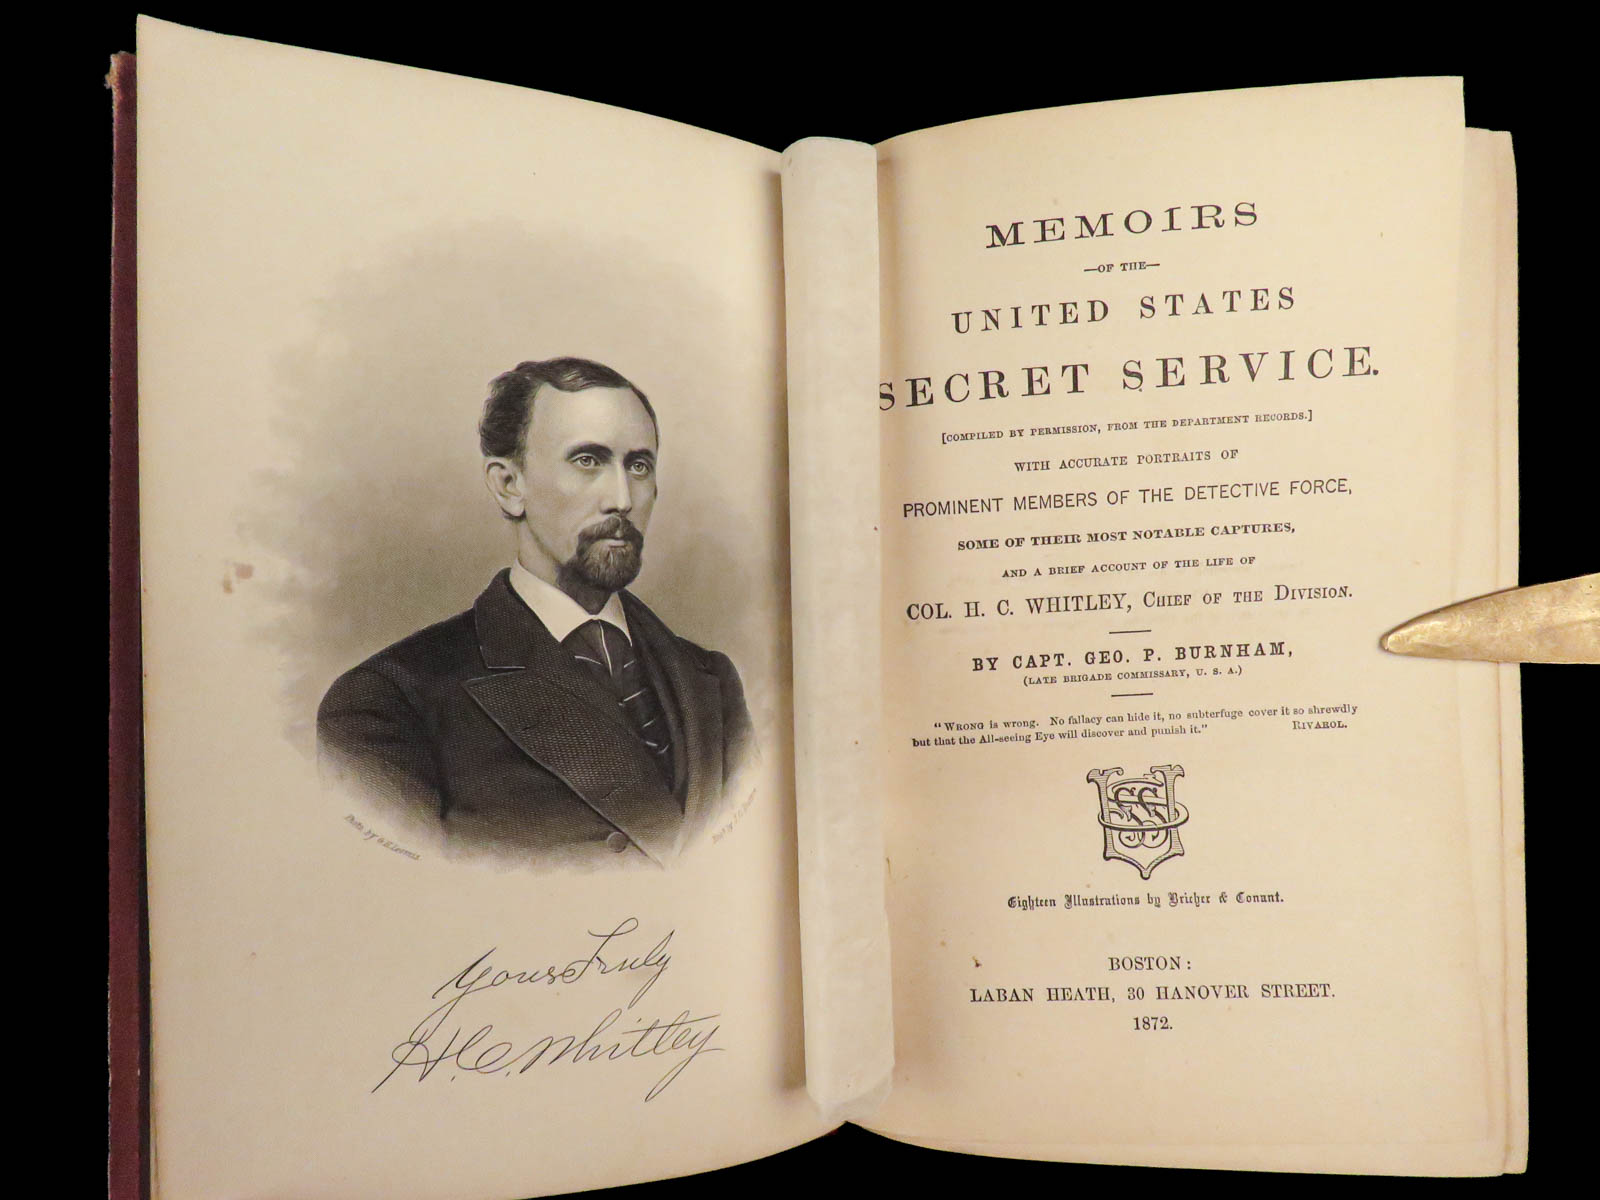 Photo by G.H. Loomis
Yours Truly
H. C. Whitley
MEMOIRS
—OF THE—
UNITED STATES
SECRET SERVICE.
[COMPILED BY PERMISSION, FROM THE DEPARTMENT RECORDS.]
WITH ACCURATE PORTRAITS OF
PROMINENT MEMBERS OF THE DETECTIVE FORCE,
SOME OF THEIR MOST NOTABLE CAPTURES,
AND A BRIEF ACCOUNT OF THE LIFE OF
COL. H. C. WHITLEY, CHIEF OF THE DIVISION.
BY CAPT. GEO. P. BURNHAM,
(LATE BRIGADE COMMISSARY, U. S. A.)
"WRONG is wrong. No fallacy can hide it, no subterfuge cover it so shrewdly
but that the All-seeing Eye will discover and punish it." RIVAROL.
USSS
Eighteen Illustrations by Bricher & Conant.
BOSTON:
LABAN HEATH, 30 HANOVER STREET.
1872.